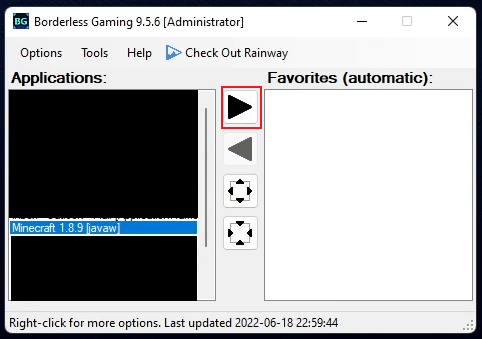 BG Borderless Gaming 9.5.6 [Administrator]
Options Tools Help Check Out Rainway
Applications: Favorites (automatic):
Minecraft 1.8.9 [javaw]
Right-click for more options. Last updated 2022-06-18 22:59:44